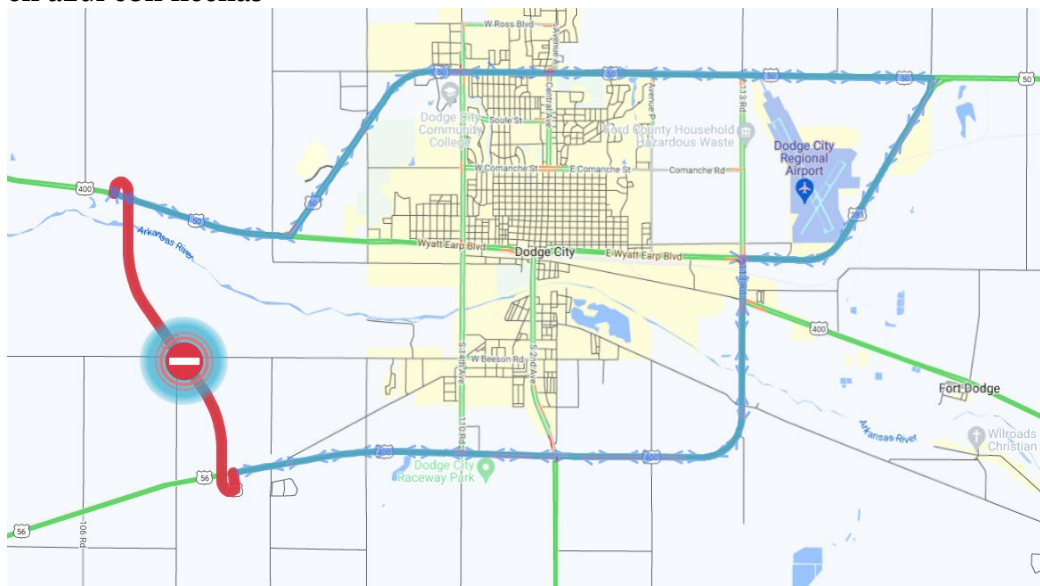 W Ross Blvd
Avenue A
50
50
50
50
50
Central Ave
Avenue P
113 Rd
Dodge City
Community
College
Soule St
Ford County Household
Hazardous Waste
Dodge City
Regional
Airport
W Comanche St
E Comanche St
Comanche Rd
400
50
50
283
Arkansas River
Wyatt Earp Blvd
Dodge City
E Wyatt Earp Blvd
400
W Beeson Rd
S 14th Ave
S 2nd Ave
Fort Dodge
110 Rd
Arkansas River
Wilroads
Christian
400
400
Dodge City
Raceway Park
56
56
106 Rd